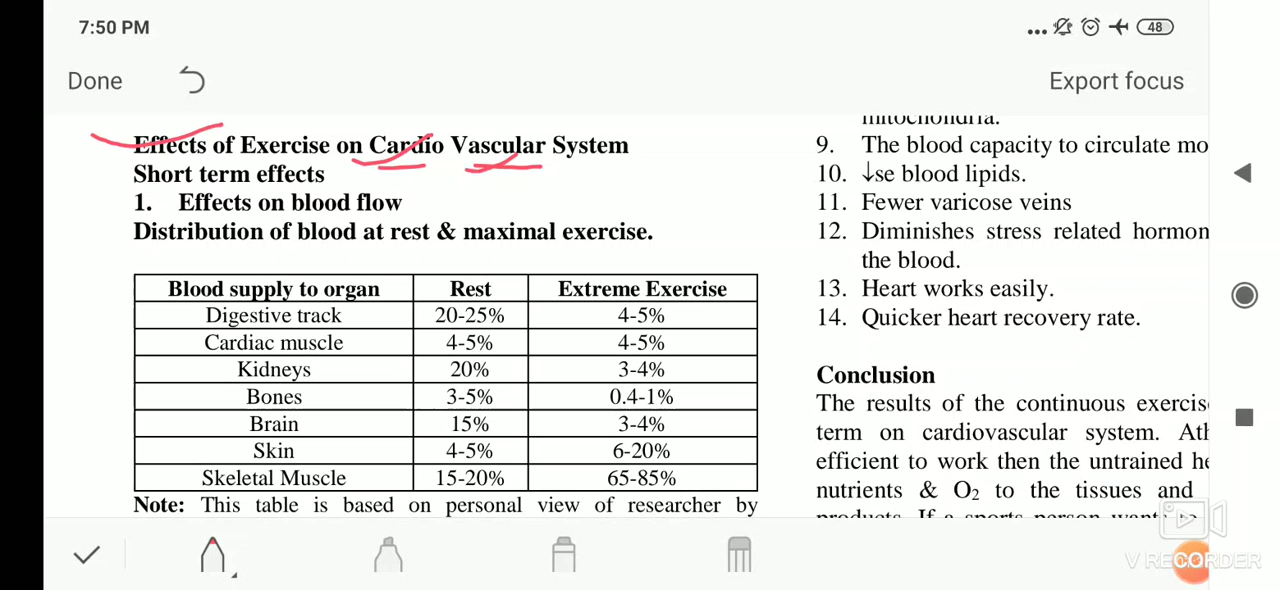 7:50 PM
48
Done
Export focus
Effects of Exercise on Cardio Vascular System
Short term effects
1. Effects on blood flow
Distribution of blood at rest & maximal exercise.
Blood supply to organ Rest Extreme Exercise
Digestive track 20-25% 4-5%
Cardiac muscle 4-5% 4-5%
Kidneys 20% 3-4%
Bones 3-5% 0.4-1%
Brain 15% 3-4%
Skin 4-5% 6-20%
Skeletal Muscle 15-20% 65-85%
Note: This table is based on personal view of researcher by
mitochondria.
9. The blood capacity to circulate mo
10. ↓se blood lipids.
11. Fewer varicose veins
12. Diminishes stress related hormon
the blood.
13. Heart works easily.
14. Quicker heart recovery rate.
Conclusion
The results of the continuous exercis
term on cardiovascular system. Ath
efficient to work then the untrained he
nutrients & O₂ to the tissues and
products. If a sports person want
V RECORDER